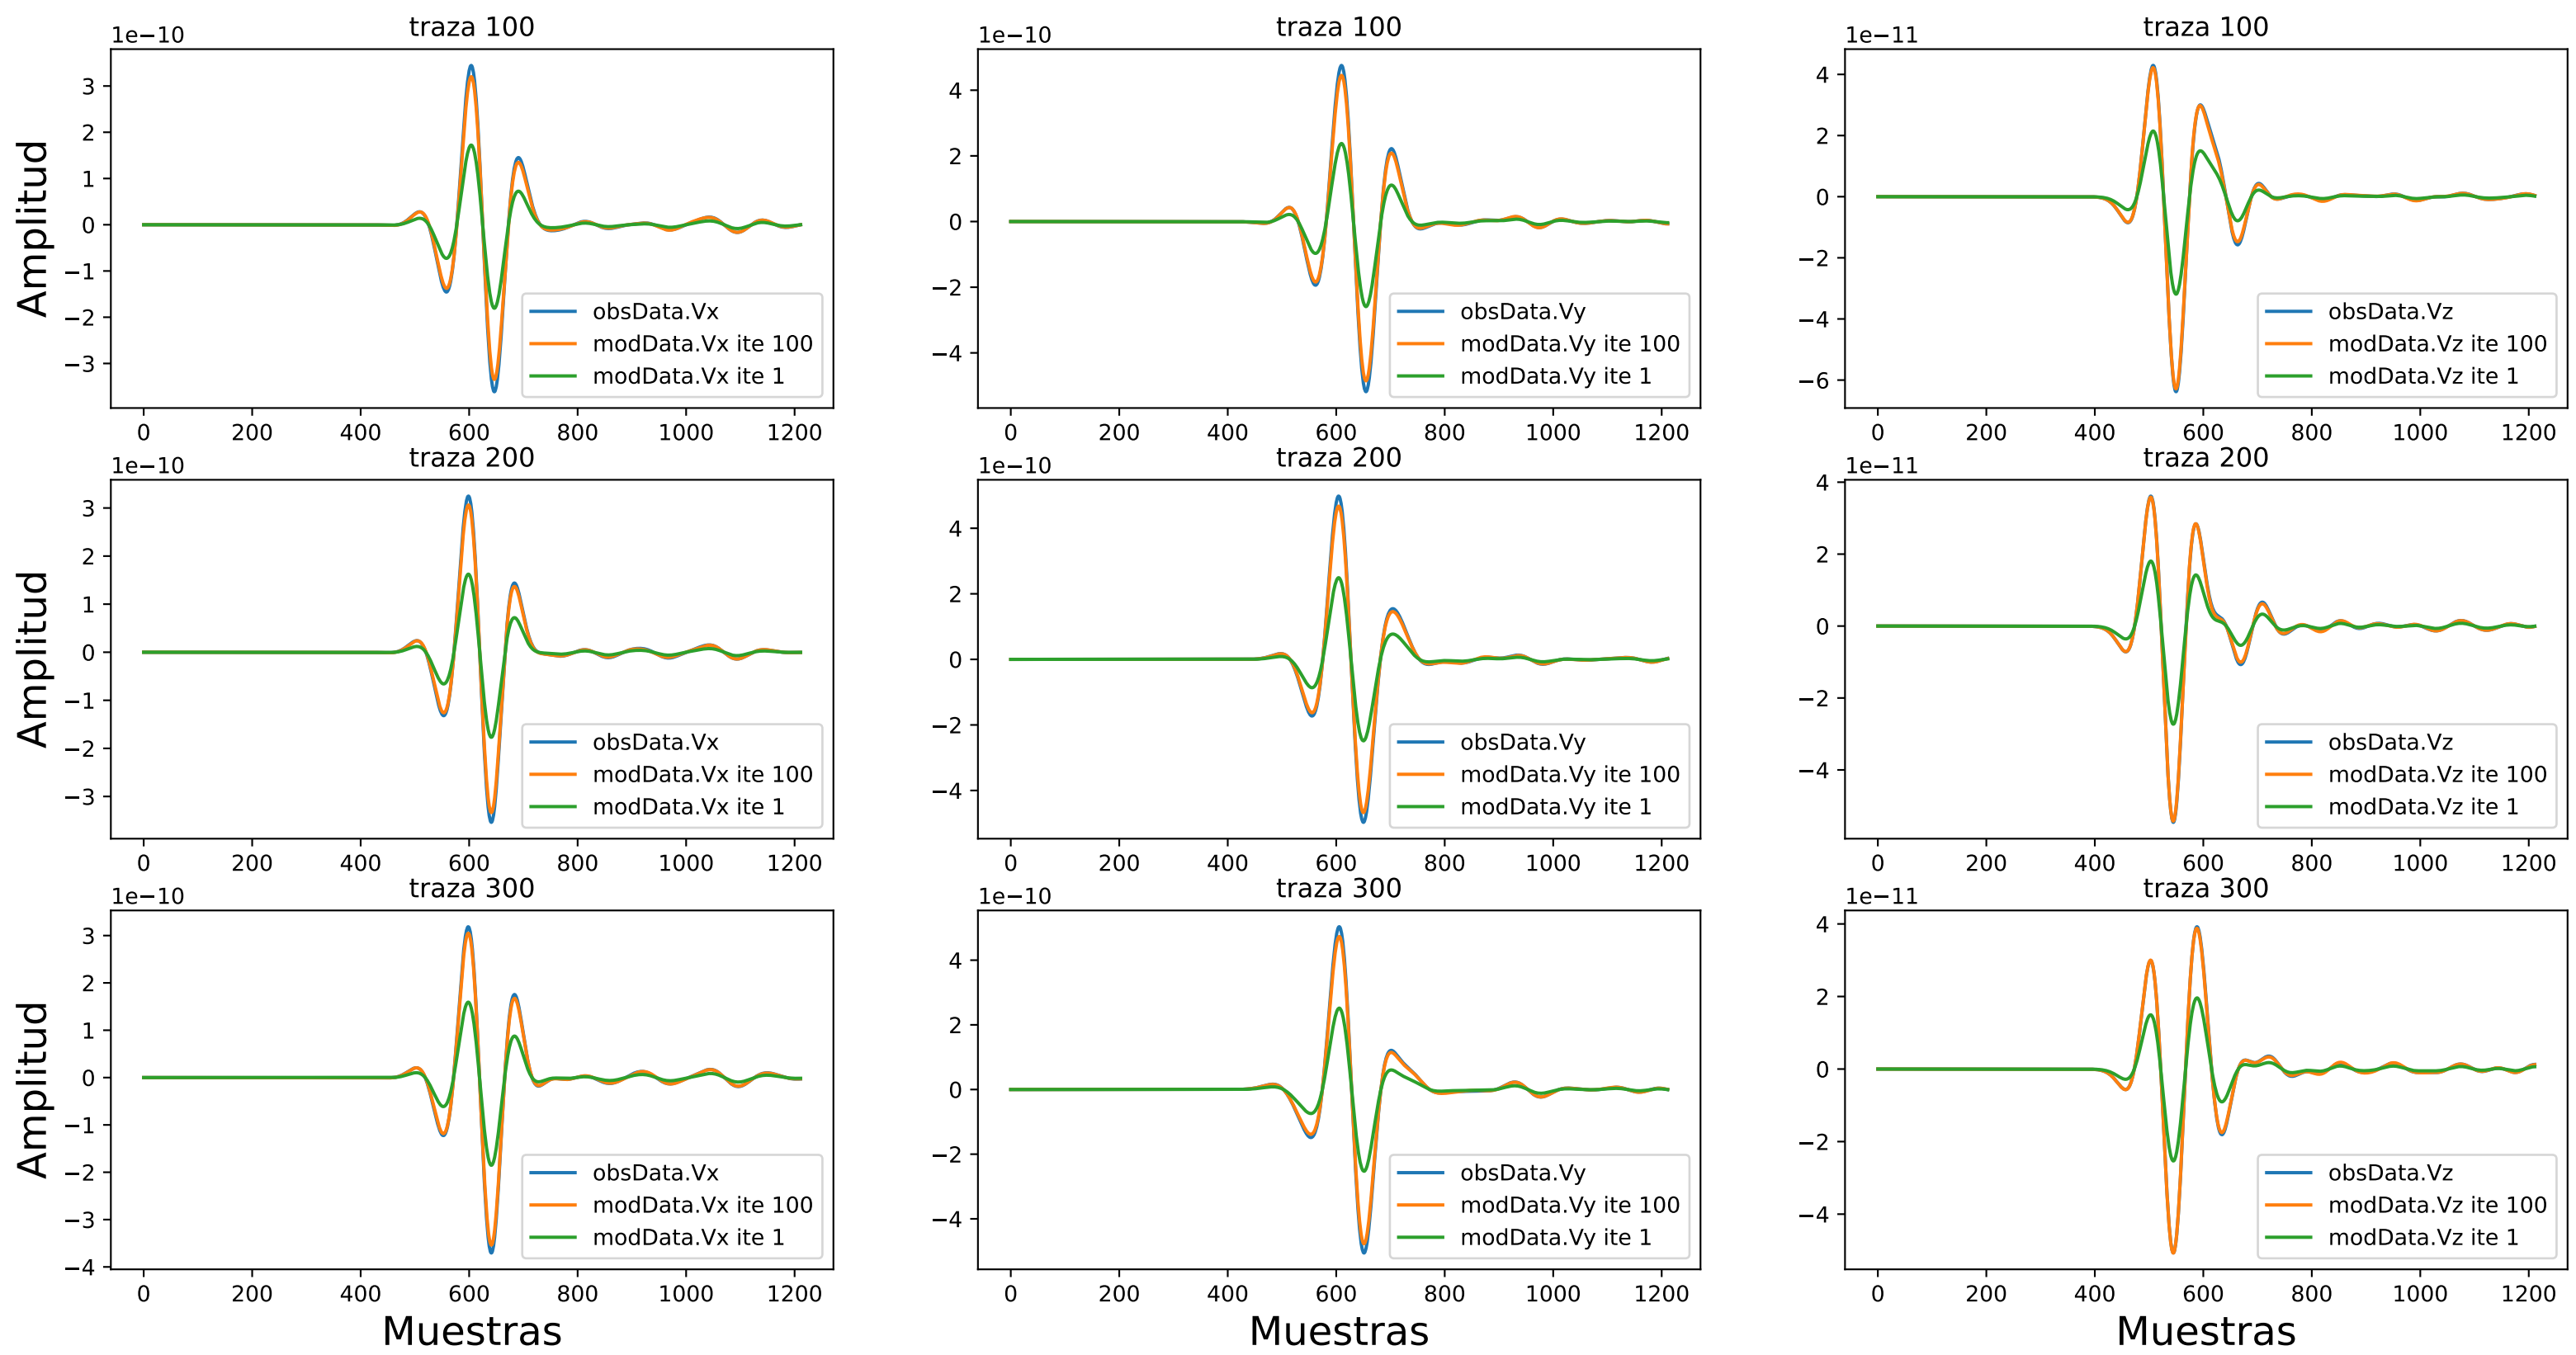 traza 100
1e−10
3
2
1
0
−1
−2
−3
Amplitud
obsData.Vx
modData.Vx ite 100
modData.Vx ite 1
0 200 400 600 800 1000 1200
traza 100
1e−10
4
2
0
−2
−4
obsData.Vy
modData.Vy ite 100
modData.Vy ite 1
0 200 400 600 800 1000 1200
traza 100
1e−11
4
2
0
−2
−4
−6
obsData.Vz
modData.Vz ite 100
modData.Vz ite 1
0 200 400 600 800 1000 1200
traza 200
1e−10
3
2
1
0
−1
−2
−3
Amplitud
obsData.Vx
modData.Vx ite 100
modData.Vx ite 1
0 200 400 600 800 1000 1200
traza 200
1e−10
4
2
0
−2
−4
obsData.Vy
modData.Vy ite 100
modData.Vy ite 1
0 200 400 600 800 1000 1200
traza 200
1e−11
4
2
0
−2
−4
obsData.Vz
modData.Vz ite 100
modData.Vz ite 1
0 200 400 600 800 1000 1200
traza 300
1e−10
3
2
1
0
−1
−2
−3
−4
Amplitud
obsData.Vx
modData.Vx ite 100
modData.Vx ite 1
0 200 400 600 800 1000 1200
Muestras
traza 300
1e−10
4
2
0
−2
−4
obsData.Vy
modData.Vy ite 100
modData.Vy ite 1
0 200 400 600 800 1000 1200
Muestras
traza 300
1e−11
4
2
0
−2
−4
obsData.Vz
modData.Vz ite 100
modData.Vz ite 1
0 200 400 600 800 1000 1200
Muestras